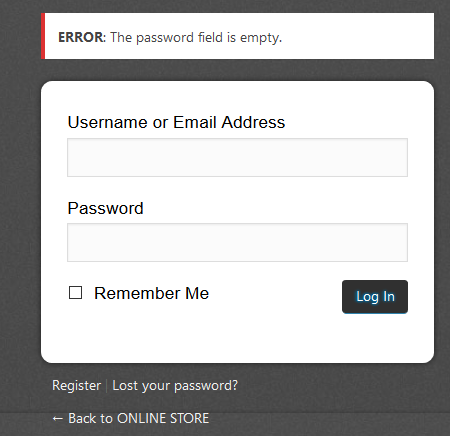 ERROR: The password field is empty.
Username or Email Address
Password
Remember Me
Log In
Register | Lost your password?
← Back to ONLINE STORE